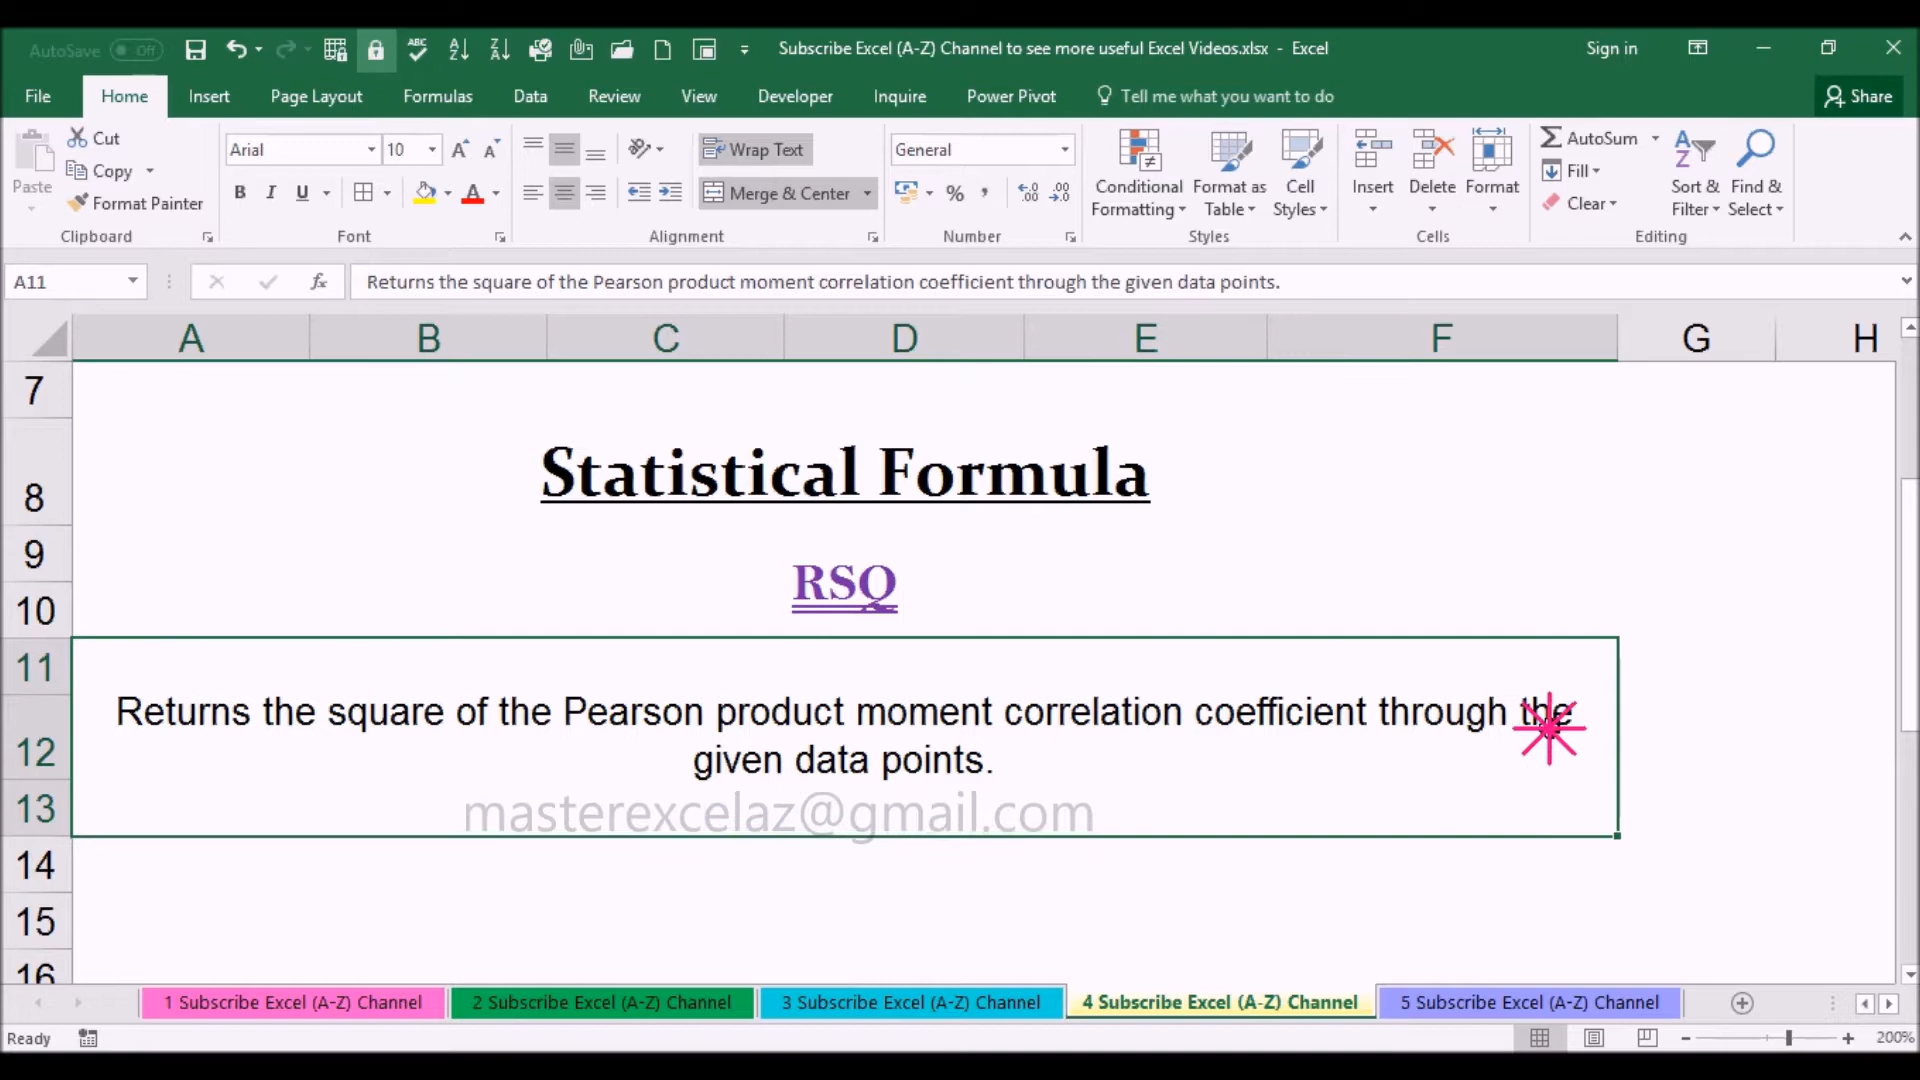 AutoSave Off Subscribe Excel (A-Z) Channel to see more useful Excel Videos.xlsx - Excel Sign in
File Home Insert Page Layout Formulas Data Review View Developer Inquire Power Pivot Tell me what you want to do Share
Paste
Cut
Copy
Format Painter
Clipboard
Arial 10
B I U
Font
Wrap Text
Merge & Center
Alignment
General
%
Number
Conditional Formatting
Format as Table
Cell Styles
Styles
Insert Delete Format
Cells
AutoSum
Fill
Clear
Sort & Filter
Find & Select
Editing
A11 fx Returns the square of the Pearson product moment correlation coefficient through the given data points.
A B C D E F G H
7
8 Statistical Formula
9
10 RSQ
11
Returns the square of the Pearson product moment correlation coefficient through the
12 given data points.
13 masterexcelaz@gmail.com
14
15
16
1 Subscribe Excel (A-Z) Channel 2 Subscribe Excel (A-Z) Channel 3 Subscribe Excel (A-Z) Channel 4 Subscribe Excel (A-Z) Channel 5 Subscribe Excel (A-Z) Channel
Ready 200%